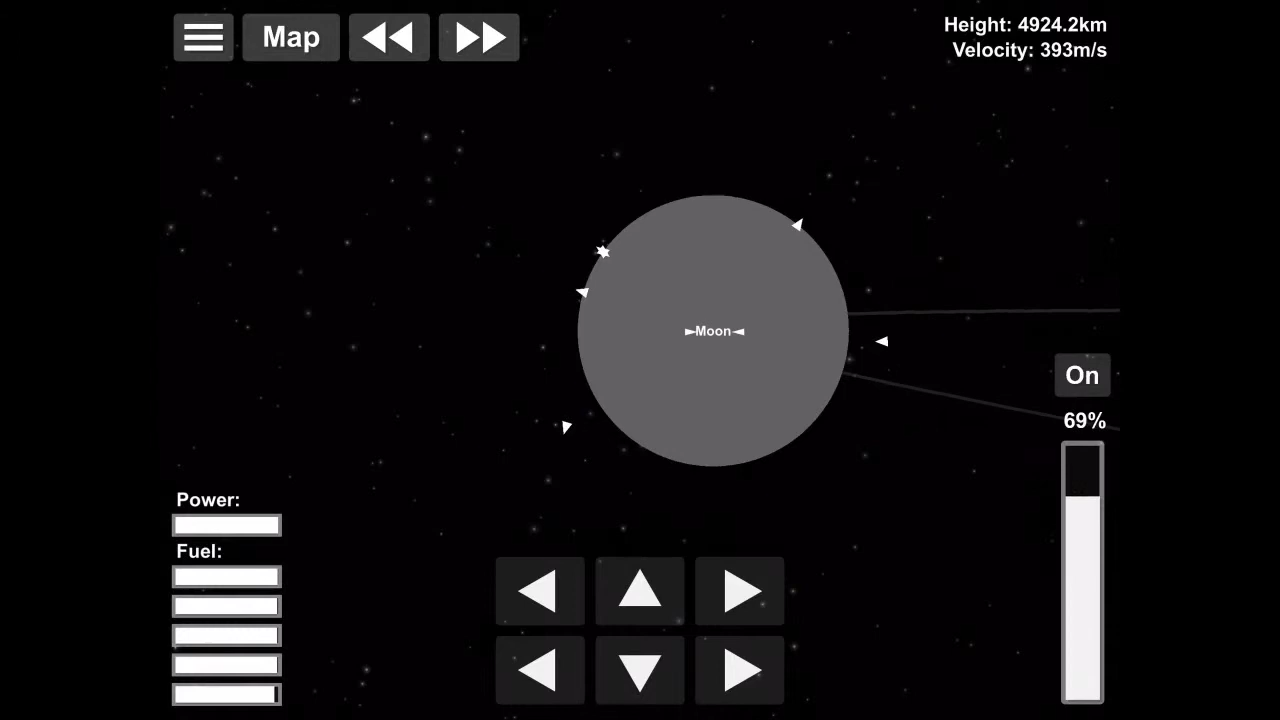 Map
Height: 4924.2km
Velocity: 393m/s
Moon
On
69%
Power:
Fuel: